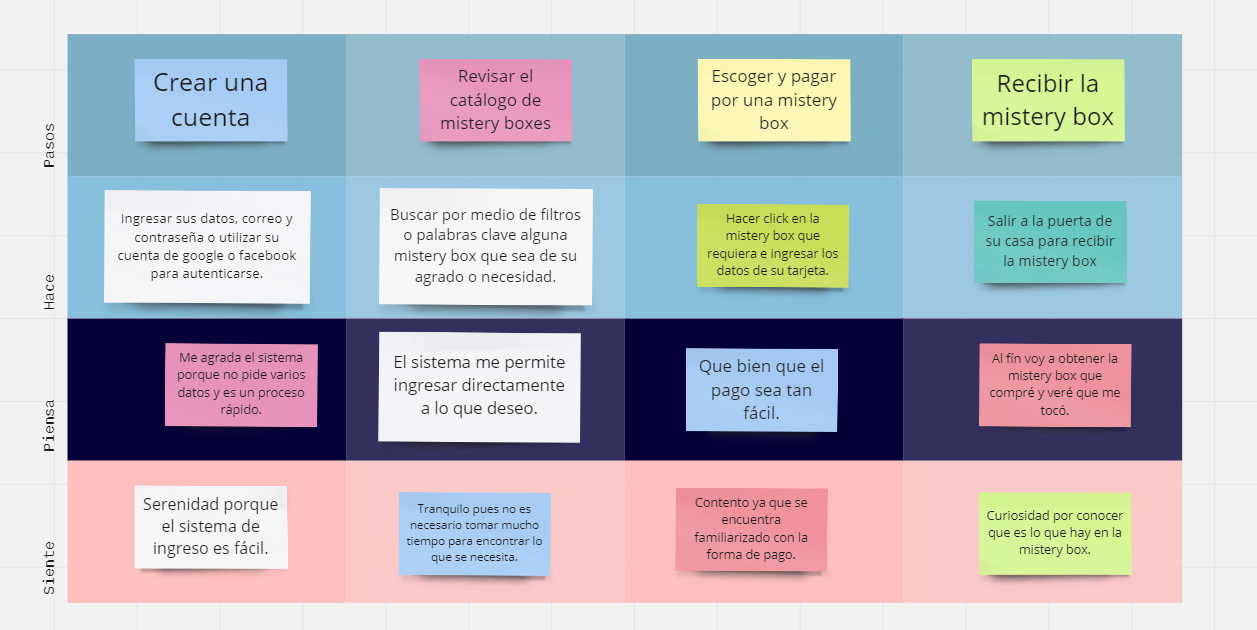 Pasos
Crear una
cuenta
Revisar el
catálogo de
mistery boxes
Escoger y pagar
por una mistery
box
Recibir la
mistery box
Hace
Ingresar sus datos, correo y
contraseña o utilizar su
cuenta de google o facebook
para autenticarse.
Buscar por medio de filtros
o palabras clave alguna
mistery box que sea de su
agrado o necesidad.
Hacer click en la
mistery box que
requiera e ingresar los
datos de su tarjeta.
Salir a la puerta de
su casa para recibir
la mistery box
Piensa
Me agrada el sistema
porque no pide varios
datos y es un proceso
rápido.
El sistema me permite
ingresar directamente
a lo que deseo.
Que bien que el
pago sea tan
fácil.
Al fín voy a obtener la
mistery box que
compré y veré que me
tocó.
Siente
Serenidad porque
el sistema de
ingreso es fácil.
Tranquilo pues no es
necesario tomar mucho
tiempo para encontrar lo
que se necesita.
Contento ya que se
encuentra
familiarizado con la
forma de pago.
Curiosidad por conocer
que es lo que hay en la
mistery box.